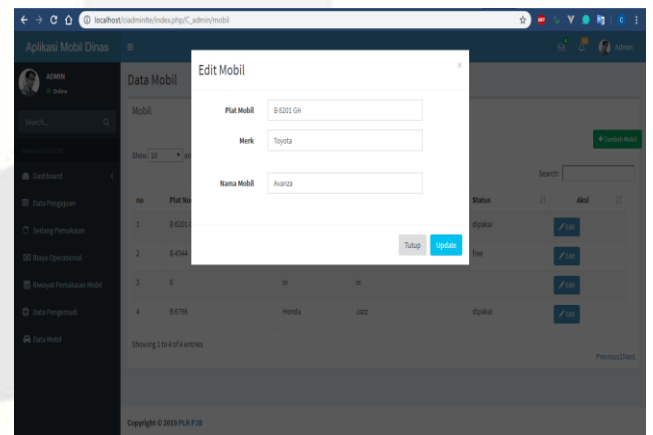 localhost/ciadminlte/index.php/C_admin/mobil
Aplikasi Mobil Dinas
Admin
ADMIN
Online
Search...
Dashboard
Data Pengajuan
Sedang Pemakaian
Biaya Operasional
Riwayat Pemakaian Mobil
Data Pengemudi
Data Mobil
Data Mobil
Mobil
+Tambah Mobil
Show 10
Search:
no Plat No Status Aksi
1 B 6201 G dipakai Edit
2 B 4544 free Edit
3 0 in in Edit
4 B 6766 Honda Jazz dipakai Edit
Showing 1 to 4 of 4 entries
Previous1Next
Copyright © 2019 PLN PJB
Edit Mobil
×
Plat Mobil B 6201 GH
Merk Toyota
Nama Mobil Avanza
Tutup Update